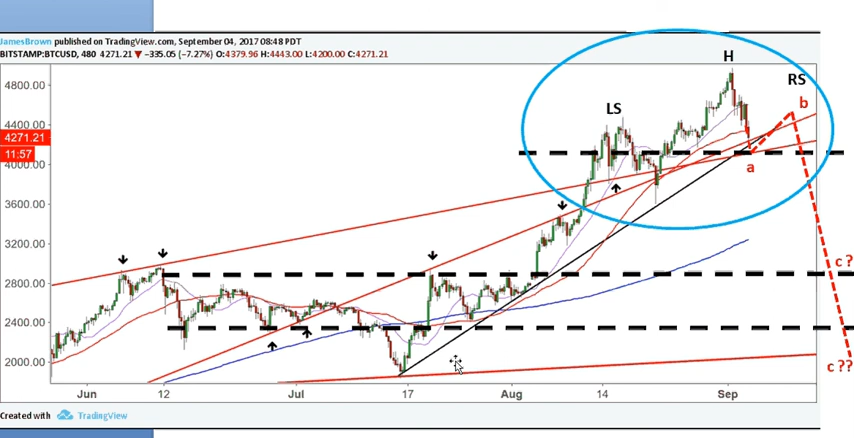 JamesBrown published on TradingView.com, September 04, 2017 08:48 PDT
BITSTAMP:BTCUSD, 480 4271.21 ▼ −335.05 (−7.27%) O:4379.96 H:4443.00 L:4200.00 C:4271.21
H
4800.00
RS
LS
b
4400.00
4271.21
11:57
4000.00
a
3600.00
3200.00
c ?
2800.00
2400.00
2000.00
c ??
Jun 12 Jul 17 Aug 14 Sep
Created with TradingView